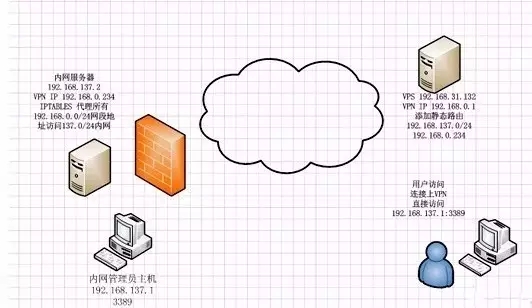 内网服务器
192.168.137.2
VPN IP 192.168.0.234
IPTABLES 代理所有
192.168.0.0/24网段地
址访问137.0/24内网
内网管理员主机
192.168.137.1
3389
VPS 192.168.31.132
VPN IP 192.168.0.1
添加静态路由
192.168.137.0/24
192.168.0.234
用户访问
连接上VPN
直接访问
192.168.137.1:3389